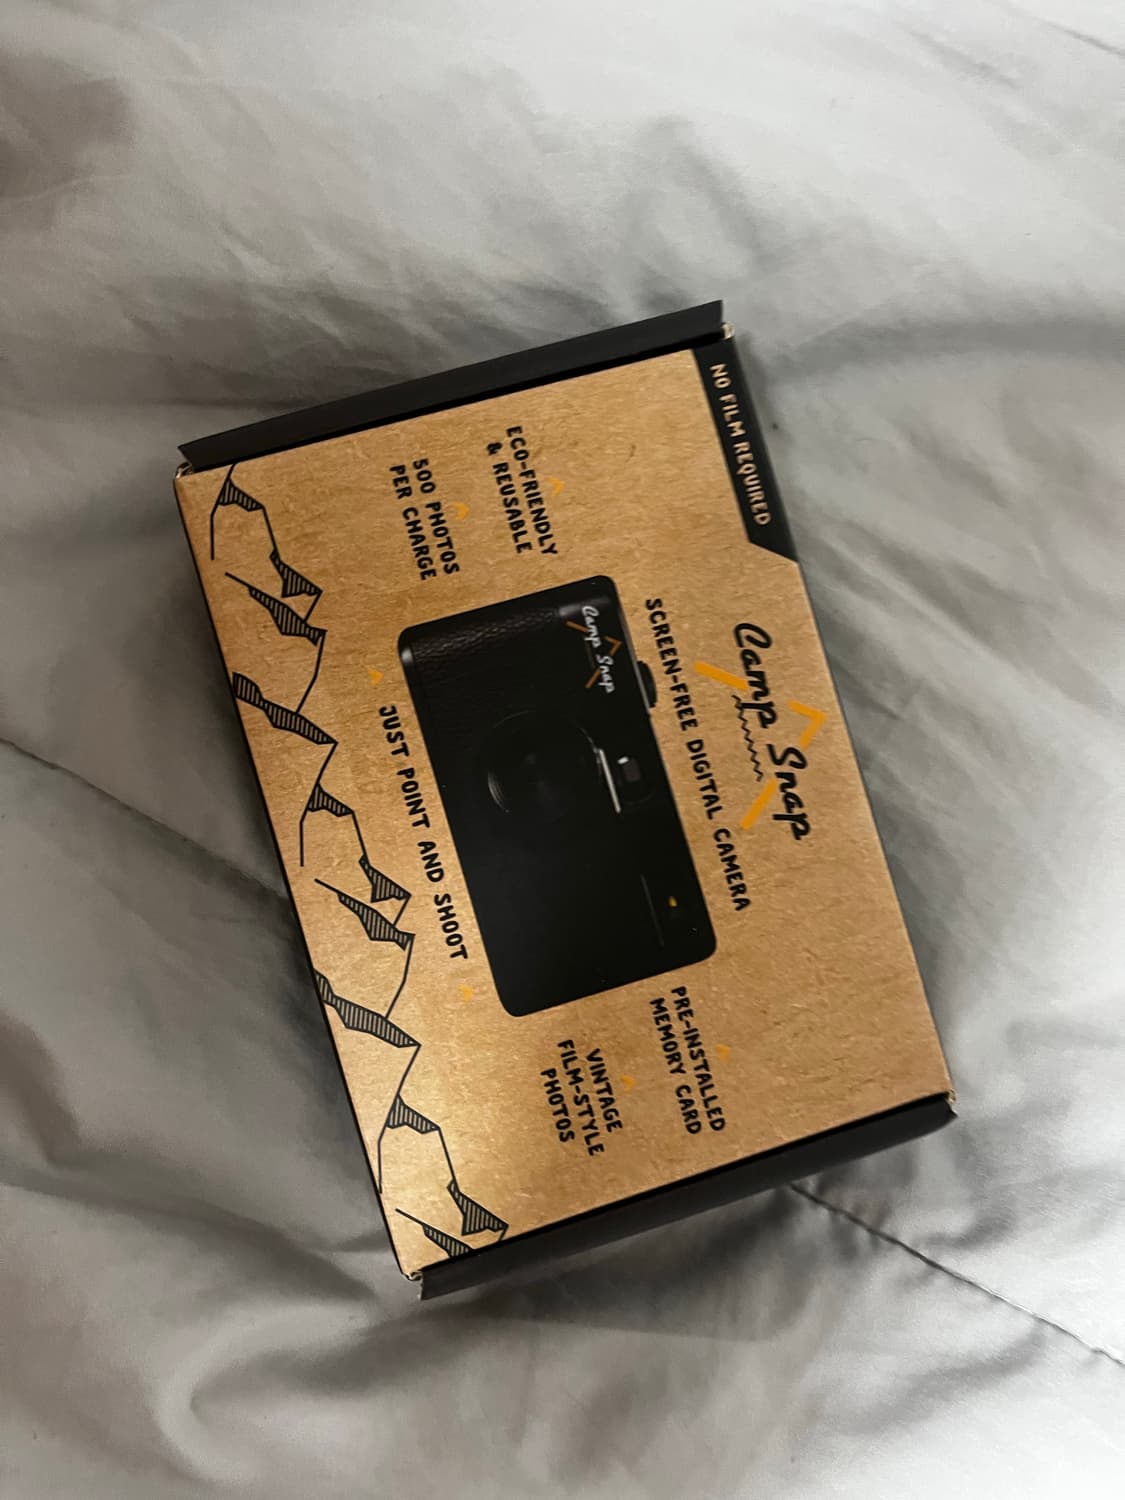 NO FILM REQUIRED
Camp Snap
SCREEN-FREE DIGITAL CAMERA
Camp Snap
ECO-FRIENDLY
& REUSABLE
500 PHOTOS
PER CHARGE
PRE-INSTALLED
MEMORY CARD
VINTAGE
FILM-STYLE
PHOTOS
JUST POINT AND SHOOT